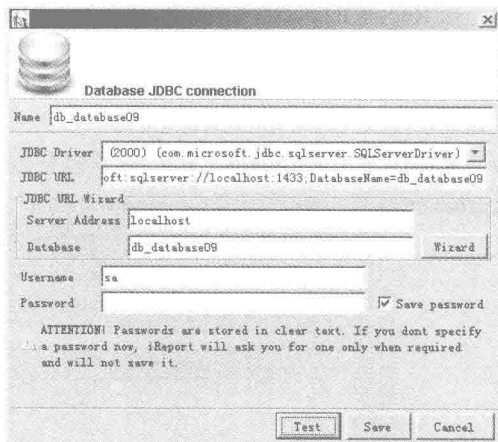 Database JDBC connection
Name db_database09
JDBC Driver (2000) (com.microsoft.jdbc.sqlserver.SQLServerDriver)
JDBC URL oft:sqlserver://localhost:1433;DatabaseName=db_database09
JDBC URL Wizard
Server Address localhost
Database db_database09 Wizard
Username sa
Password Save password
ATTENTION! Passwords are stored in clear text. If you dont specify
a password now, iReport will ask you for one only when required
and will not save it.
Test Save Cancel